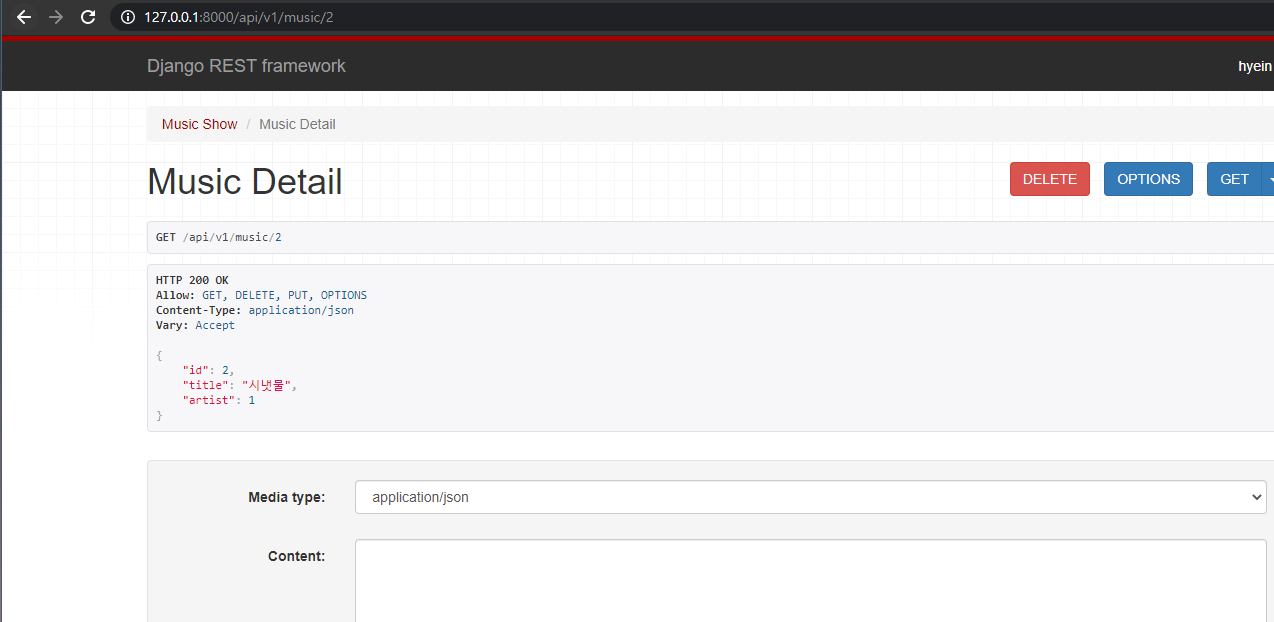 127.0.0.1:8000/api/v1/music/2
Django REST framework
hyein
Music Show / Music Detail
Music Detail
DELETE OPTIONS GET
GET /api/v1/music/2
HTTP 200 OK
Allow: GET, DELETE, PUT, OPTIONS
Content-Type: application/json
Vary: Accept
{
"id": 2,
"title": "시냇물",
"artist": 1
}
Media type: application/json
Content: